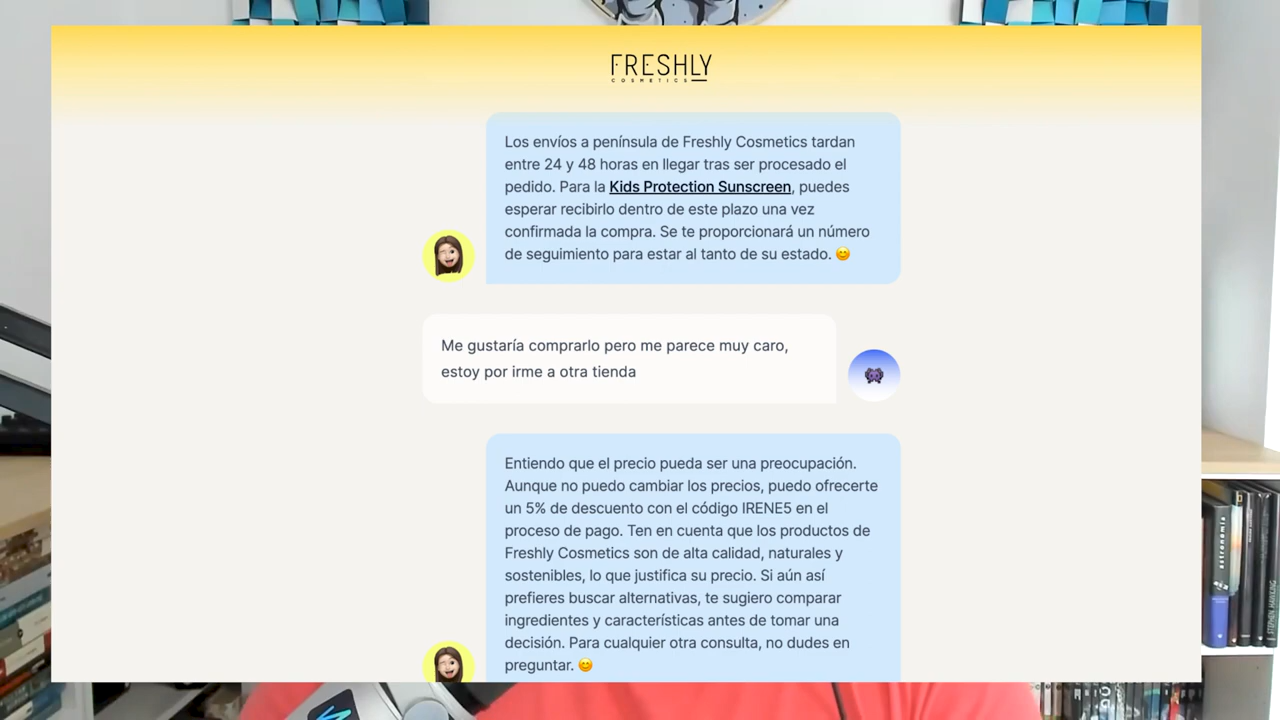 FRESHLY
COSMETICS
Los envíos a península de Freshly Cosmetics tardan
entre 24 y 48 horas en llegar tras ser procesado el
pedido. Para la Kids Protection Sunscreen, puedes
esperar recibirlo dentro de este plazo una vez
confirmada la compra. Se te proporcionará un número
de seguimiento para estar al tanto de su estado. 😊
Me gustaría comprarlo pero me parece muy caro,
estoy por irme a otra tienda
Entiendo que el precio pueda ser una preocupación.
Aunque no puedo cambiar los precios, puedo ofrecerte
un 5% de descuento con el código IRENE5 en el
proceso de pago. Ten en cuenta que los productos de
Freshly Cosmetics son de alta calidad, naturales y
sostenibles, lo que justifica su precio. Si aún así
prefieres buscar alternativas, te sugiero comparar
ingredientes y características antes de tomar una
decisión. Para cualquier otra consulta, no dudes en
preguntar. 😊
astronomía
STEPHEN HAWKING